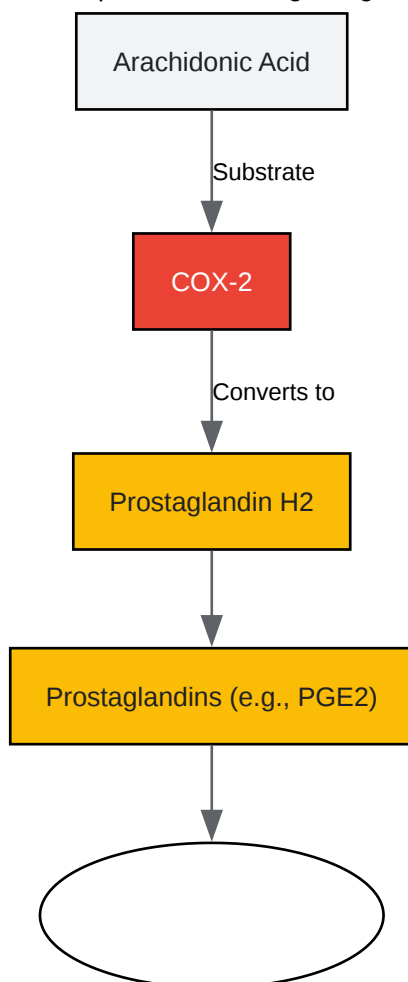 Arachidonic Acid
Substrate
COX-2
Converts to
Prostaglandin H2
Prostaglandins (e.g., PGE2)